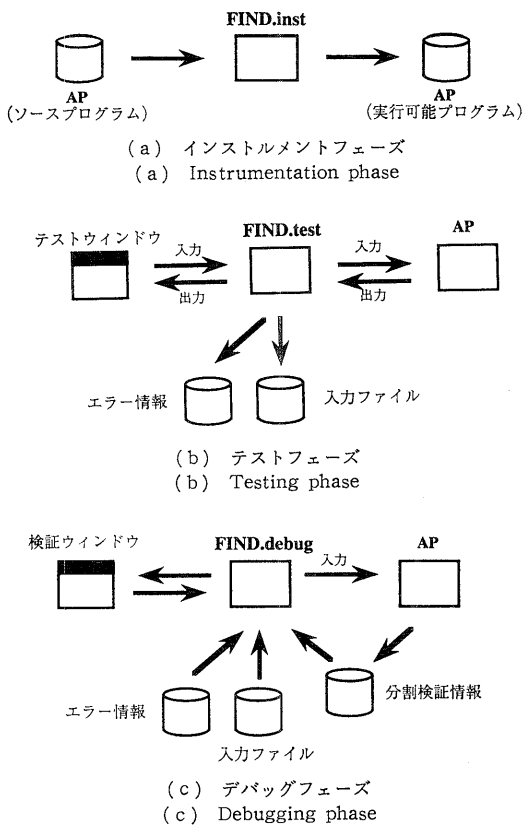 FIND.inst
AP
(ソースプログラム)
AP
(実行可能プログラム)
(a) インストルメントフェーズ
(a) Instrumentation phase
テストウィンドウ
FIND.test
AP
入力
入力
出力
出力
エラー情報
入力ファイル
(b) テストフェーズ
(b) Testing phase
検証ウィンドウ
FIND.debug
AP
入力
エラー情報
入力ファイル
分割検証情報
(c) デバッグフェーズ
(c) Debugging phase